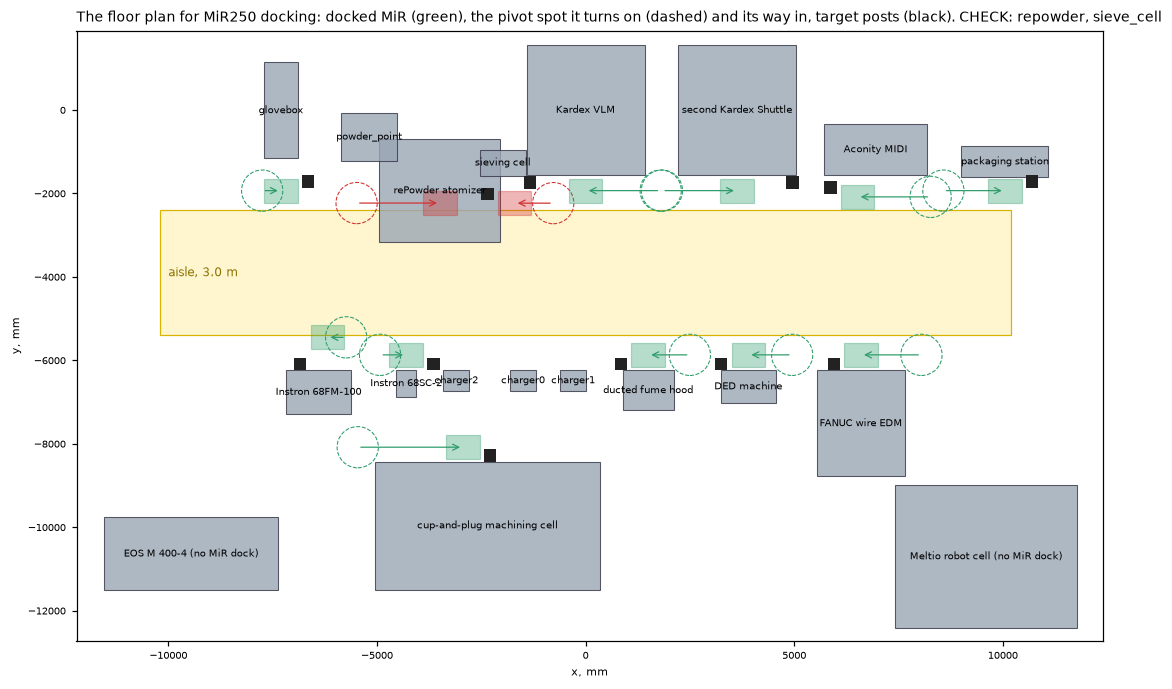 The floor plan for MiR250 docking: docked MiR (green), the pivot spot it turns on (dashed) and its way in, target posts (black). CHECK: repowder, sieve_cell
glovebox
powder_point
Kardex VLM
second Kardex Shuttle
Aconity MIDI
sieving cell
packaging station
rePowder atomizer
aisle, 3.0 m
Instron 68FM-100
Instron 68SC-2
charger2
charger0
charger1
ducted fume hood
DED machine
FANUC wire EDM
cup-and-plug machining cell
EOS M 400-4 (no MiR dock)
Meltio robot cell (no MiR dock)
0
−2000
−4000
−6000
−8000
−10000
−12000
y, mm
−10000
−5000
0
5000
10000
x, mm